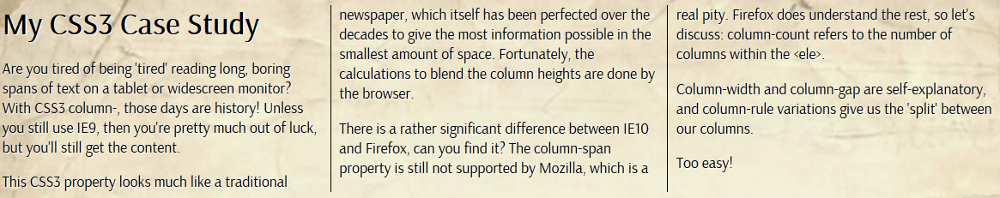 My CSS3 Case Study
Are you tired of being 'tired' reading long, boring
spans of text on a tablet or widescreen monitor?
With CSS3 column-, those days are history! Unless
you still use IE9, then you're pretty much out of luck,
but you'll still get the content.
This CSS3 property looks much like a traditional
newspaper, which itself has been perfected over the
decades to give the most information possible in the
smallest amount of space. Fortunately, the
calculations to blend the column heights are done by
the browser.
There is a rather significant difference between IE10
and Firefox, can you find it? The column-span
property is still not supported by Mozilla, which is a
real pity. Firefox does understand the rest, so let's
discuss: column-count refers to the number of
columns within the <ele>.
Column-width and column-gap are self-explanatory,
and column-rule variations give us the 'split' between
our columns.
Too easy!